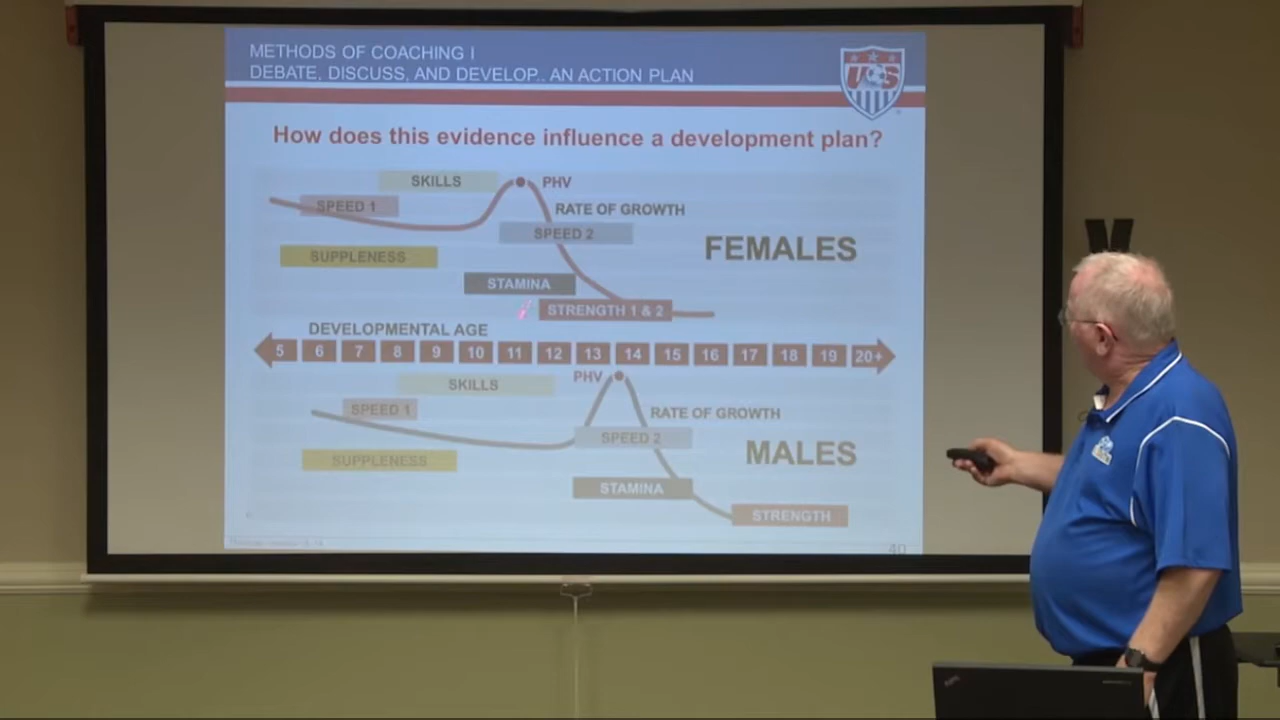 METHODS OF COACHING I
DEBATE, DISCUSS, AND DEVELOP.. AN ACTION PLAN
US
How does this evidence influence a development plan?
SKILLS
PHV
SPEED 1
RATE OF GROWTH
SPEED 2
FEMALES
SUPPLENESS
STAMINA
STRENGTH 1 & 2
DEVELOPMENTAL AGE
5 6 7 8 9 10 11 12 13 14 15 16 17 18 19 20+
SKILLS
PHV
SPEED 1
RATE OF GROWTH
SPEED 2
MALES
SUPPLENESS
STAMINA
STRENGTH
40